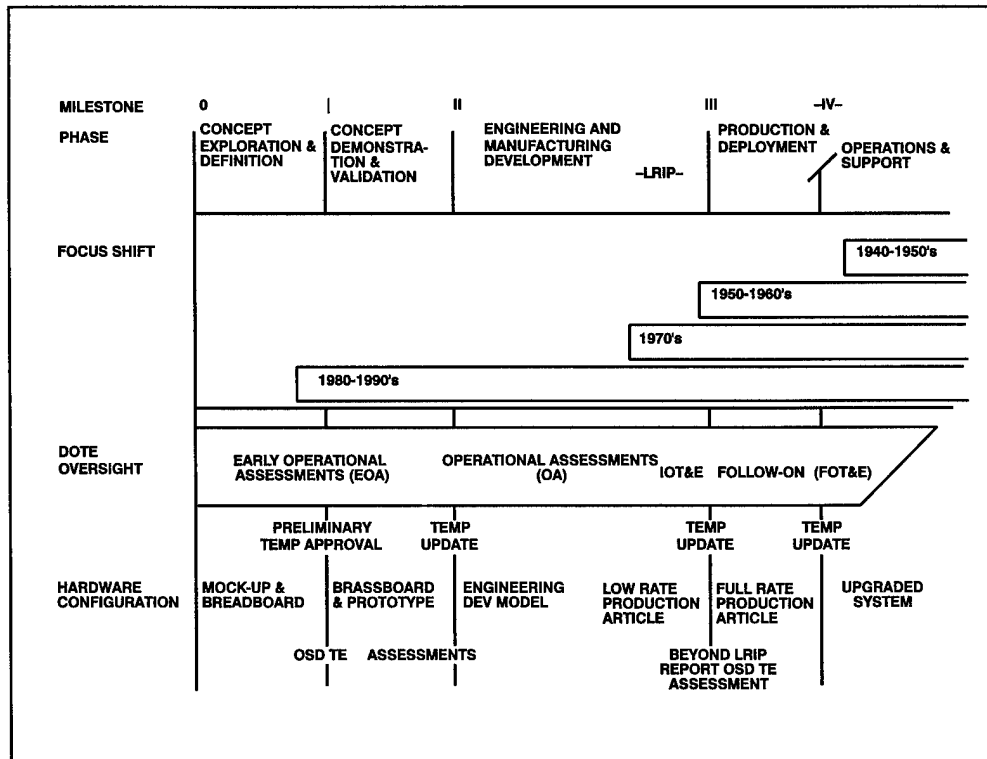 MILESTONE 0 | II III –IV–
PHASE
CONCEPT
EXPLORATION &
DEFINITION
CONCEPT
DEMONSTRA-
TION &
VALIDATION
ENGINEERING AND
MANUFACTURING
DEVELOPMENT
–LRIP–
PRODUCTION &
DEPLOYMENT
OPERATIONS &
SUPPORT
FOCUS SHIFT
1940-1950's
1950-1960's
1970's
1980-1990's
DOTE
OVERSIGHT
EARLY OPERATIONAL
ASSESSMENTS (EOA)
OPERATIONAL ASSESSMENTS
(OA)
IOT&E FOLLOW-ON (FOT&E)
PRELIMINARY
TEMP APPROVAL
TEMP
UPDATE
TEMP
UPDATE
TEMP
UPDATE
HARDWARE
CONFIGURATION
MOCK-UP &
BREADBOARD
BRASSBOARD
& PROTOTYPE
ENGINEERING
DEV MODEL
LOW RATE
PRODUCTION
ARTICLE
FULL RATE
PRODUCTION
ARTICLE
UPGRADED
SYSTEM
OSD TE ASSESSMENTS
BEYOND LRIP
REPORT OSD TE
ASSESSMENT